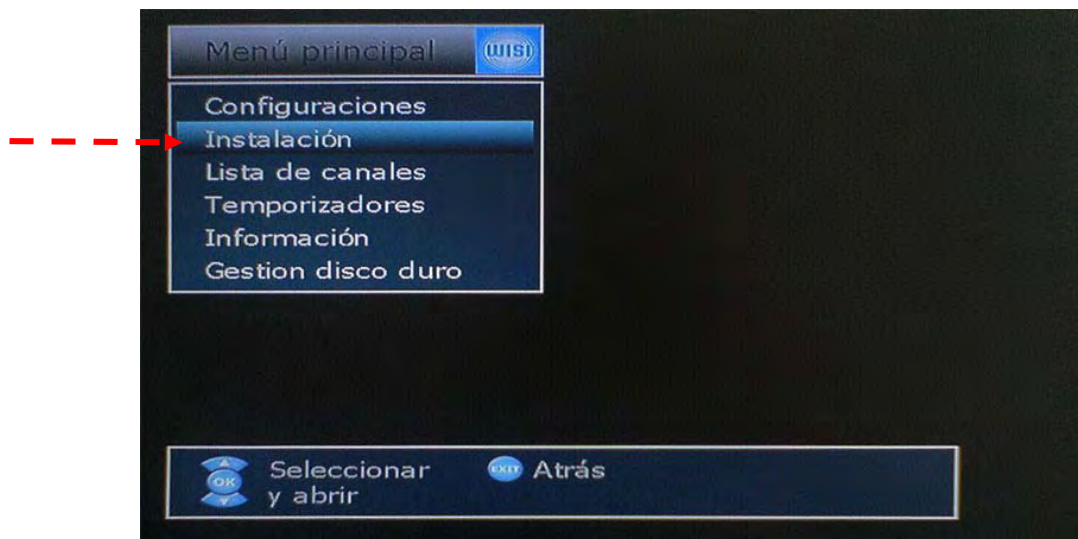 Menú principal
WISI
Configuraciones
Instalación
Lista de canales
Temporizadores
Información
Gestion disco duro
OK
Seleccionar
y abrir
EXIT
Atrás